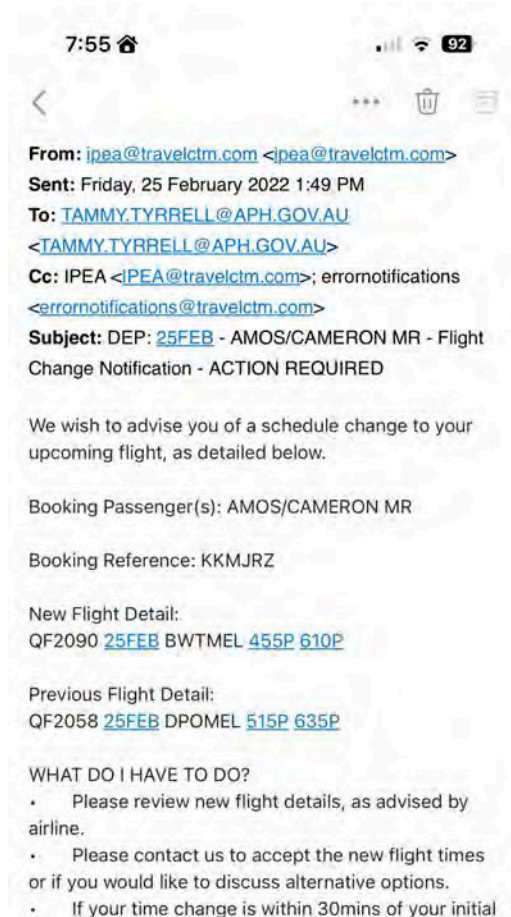 7:55
92
From: ipea@travelctm.com <ipea@travelctm.com>
Sent: Friday, 25 February 2022 1:49 PM
To: TAMMY.TYRRELL@APH.GOV.AU
<TAMMY.TYRRELL@APH.GOV.AU>
Cc: IPEA <IPEA@travelctm.com>; errornotifications
<errornotifications@travelctm.com>
Subject: DEP: 25FEB - AMOS/CAMERON MR - Flight
Change Notification - ACTION REQUIRED
We wish to advise you of a schedule change to your
upcoming flight, as detailed below.
Booking Passenger(s): AMOS/CAMERON MR
Booking Reference: KKMJRZ
New Flight Detail:
QF2090 25FEB BWTMEL 455P 610P
Previous Flight Detail:
QF2058 25FEB DPOMEL 515P 635P
WHAT DO I HAVE TO DO?
· Please review new flight details, as advised by
airline.
· Please contact us to accept the new flight times
or if you would like to discuss alternative options.
· If your time change is within 30mins of your initial